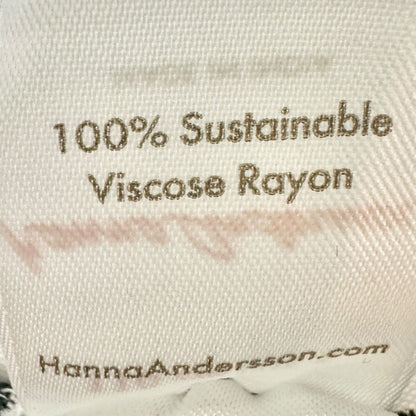 100% Sustainable
Viscose Rayon
HannaAndersson.com